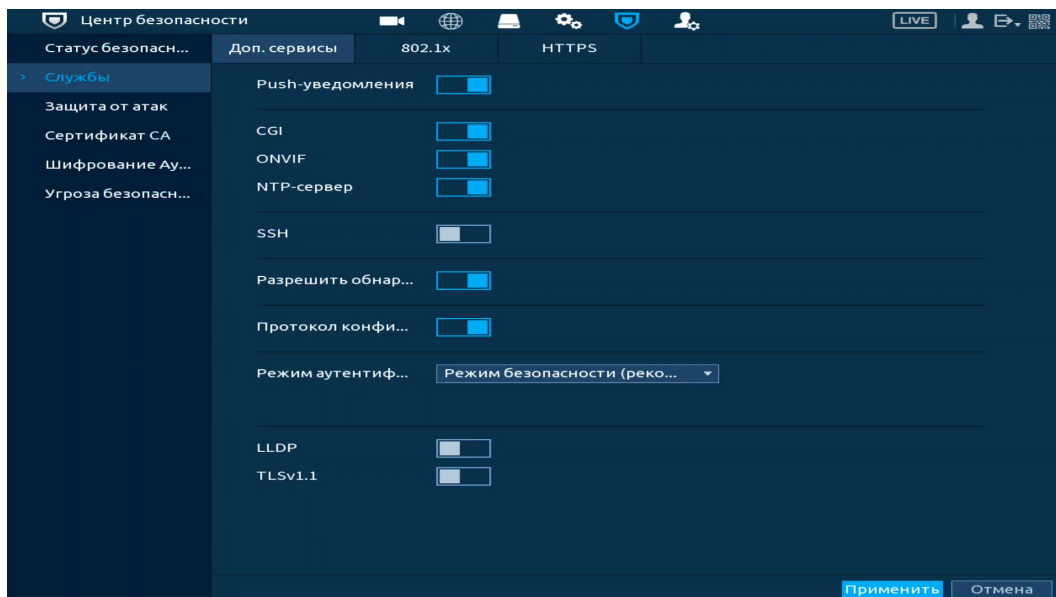 Центр безопасности
LIVE
Статус безопасн...
Доп. сервисы
802.1x
HTTPS
> Службы
Защита от атак
Сертификат CA
Шифрование Ау...
Угроза безопасн...
Push-уведомления
CGI
ONVIF
NTP-сервер
SSH
Разрешить обнар...
Протокол конфи...
Режим аутентиф...
Режим безопасности (реко...
LLDP
TLSv1.1
Применить
Отмена